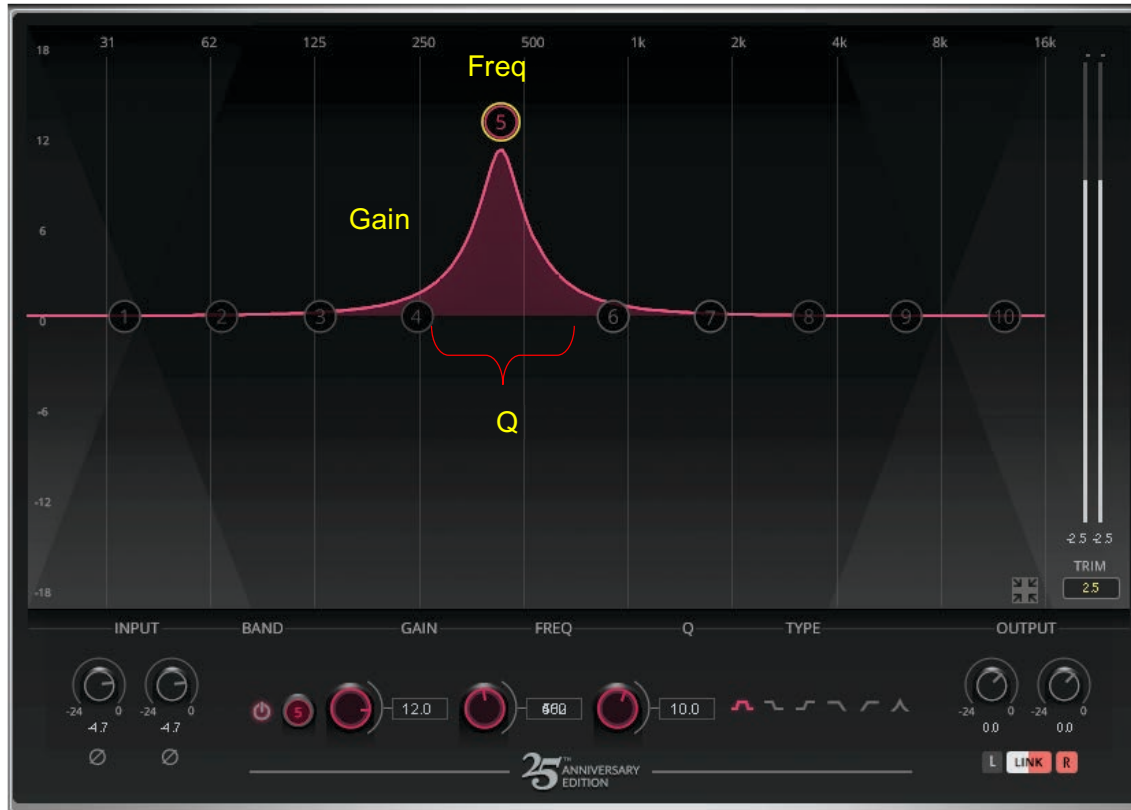 31 62 125 250 500 1k 2k 4k 8k 16k
18
Freq
5
12
Gain
6
0
1 2 3 4 6 7 8 9 10
Q
-6
-12
-18
- -
-2.5 -2.5
TRIM
2.5
INPUT BAND GAIN FREQ Q TYPE OUTPUT
-24 0 -24 0
-4.7 -4.7
5 12.0 10.0
-24 0 -24 0
0.0 0.0
25TH ANNIVERSARY
EDITION
L LINK R